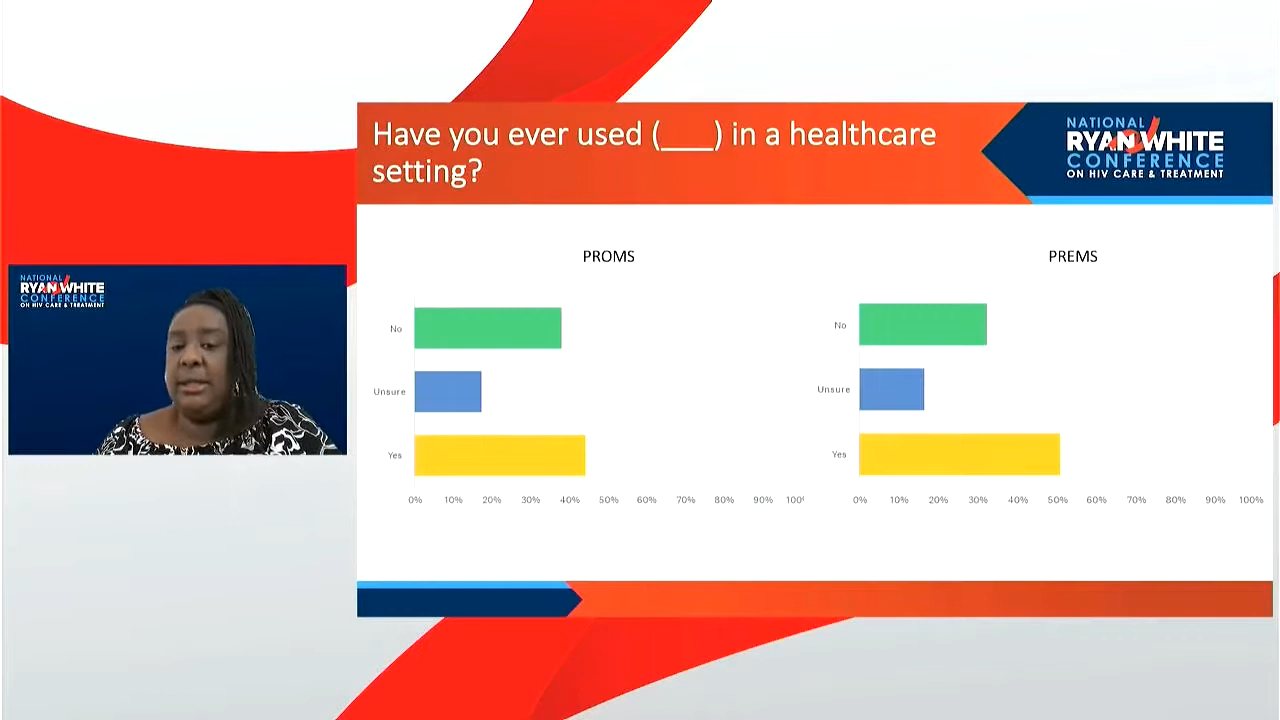 Have you ever used (___) in a healthcare
setting?
NATIONAL
RYAN WHITE
CONFERENCE
ON HIV CARE & TREATMENT
NATIONAL
RYAN WHITE
CONFERENCE
ON HIV CARE & TREATMENT
PROMS
No
Unsure
Yes
0% 10% 20% 30% 40% 50% 60% 70% 80% 90% 100%
PREMS
No
Unsure
Yes
0% 10% 20% 30% 40% 50% 60% 70% 80% 90% 100%